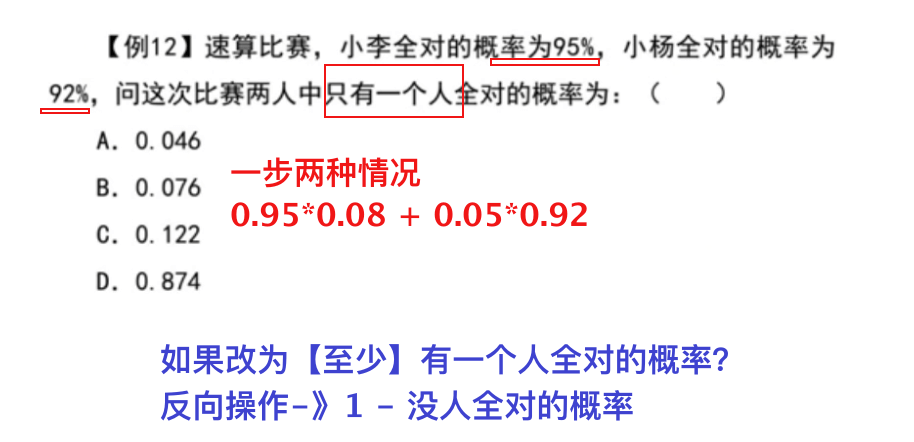 【例12】速算比赛，小李全对的概率为95%，小杨全对的概率为
92%，问这次比赛两人中只有一个人全对的概率为：（　　）
A. 0.046
B. 0.076
C. 0.122
D. 0.874
一步两种情况
0.95*0.08 + 0.05*0.92
如果改为【至少】有一个人全对的概率？
反向操作-》1 - 没人全对的概率